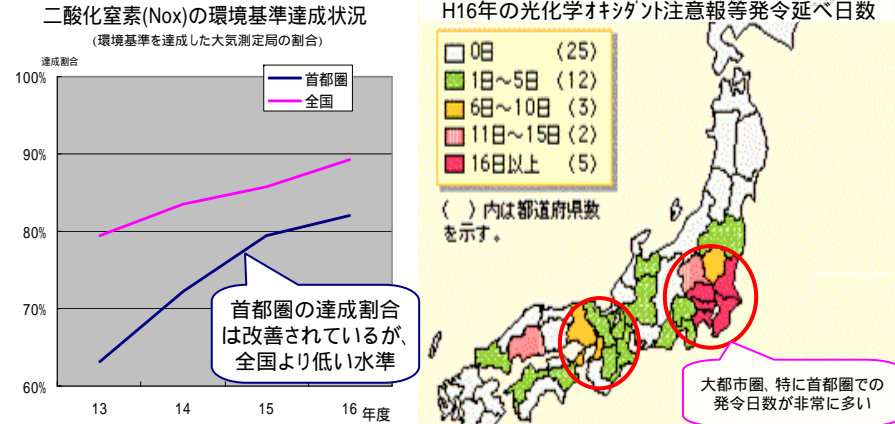 二酸化窒素(Nox)の環境基準達成状況
(環境基準を達成した大気測定局の割合)
達成割合
100%
90%
80%
70%
60%
首都圏
全国
首都圏の達成割合
は改善されているが、
全国より低い水準
13 14 15 16 年度
H16年の光化学ｵｷｼﾀﾞﾝﾄ注意報等発令延べ日数
0日 (25)
1日～5日 (12)
6日～10日 (3)
11日～15日 (2)
16日以上 (5)
( )内は都道府県数
を示す。
大都市圏、特に首都圏での
発令日数が非常に多い